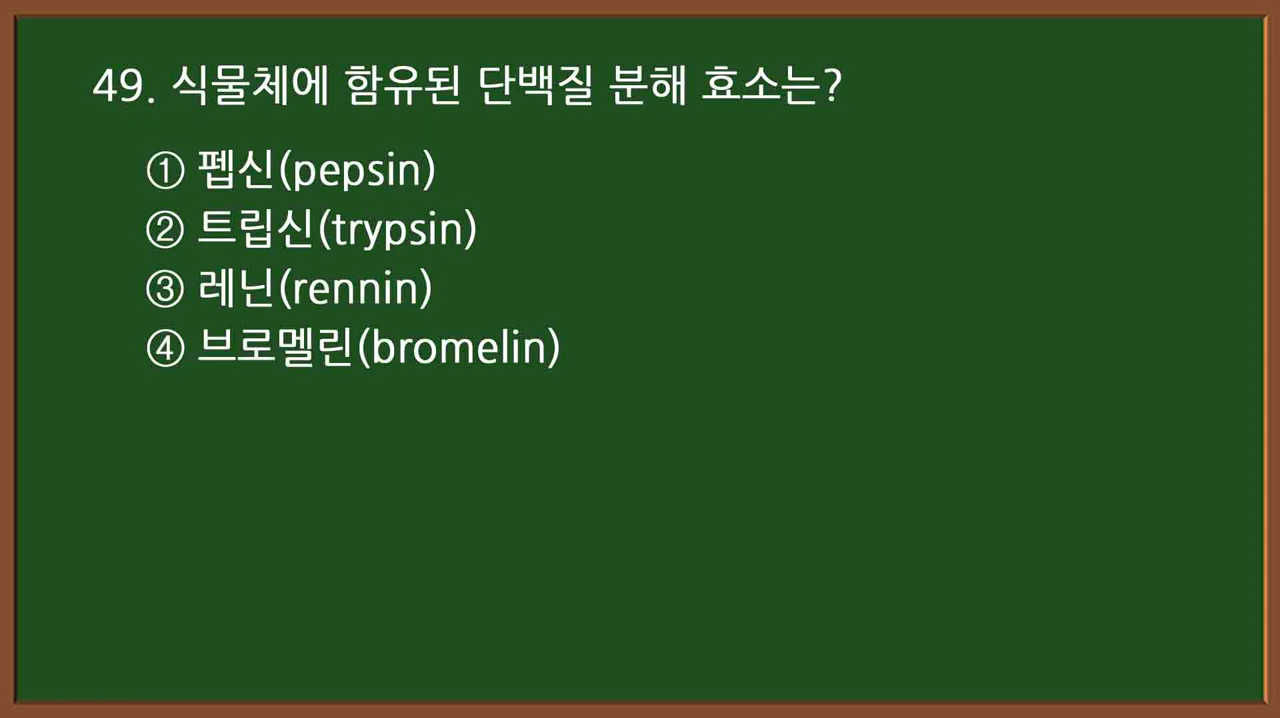 49. 식물체에 함유된 단백질 분해 효소는?
① 펩신(pepsin)
② 트립신(trypsin)
③ 레닌(rennin)
④ 브로멜린(bromelin)